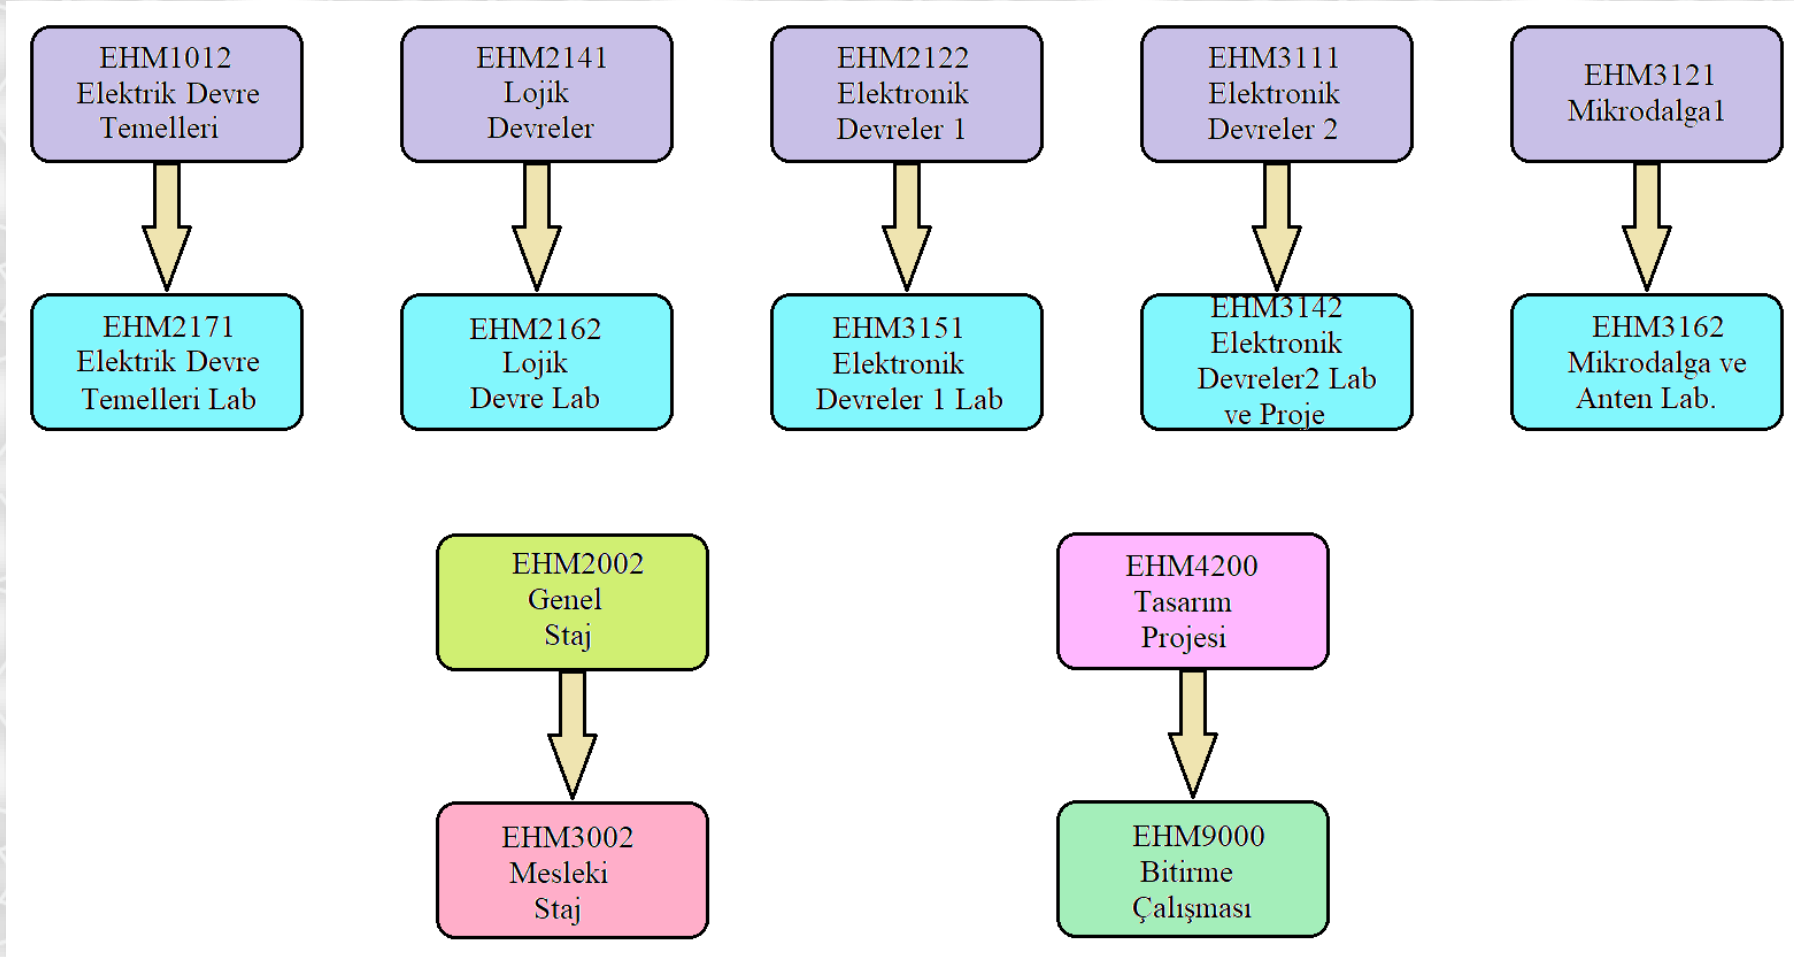 EHM1012
Elektrik Devre
Temelleri
EHM2141
Lojik
Devreler
EHM2122
Elektronik
Devreler 1
EHM3111
Elektronik
Devreler 2
EHM3121
Mikrodalga1
EHM2171
Elektrik Devre
Temelleri Lab
EHM2162
Lojik
Devre Lab
EHM3151
Elektronik
Devreler 1 Lab
EHM3142
Elektronik
Devreler2 Lab
ve Proje
EHM3162
Mikrodalga ve
Anten Lab.
EHM2002
Genel
Staj
EHM4200
Tasarım
Projesi
EHM3002
Mesleki
Staj
EHM9000
Bitirme
Çalışması